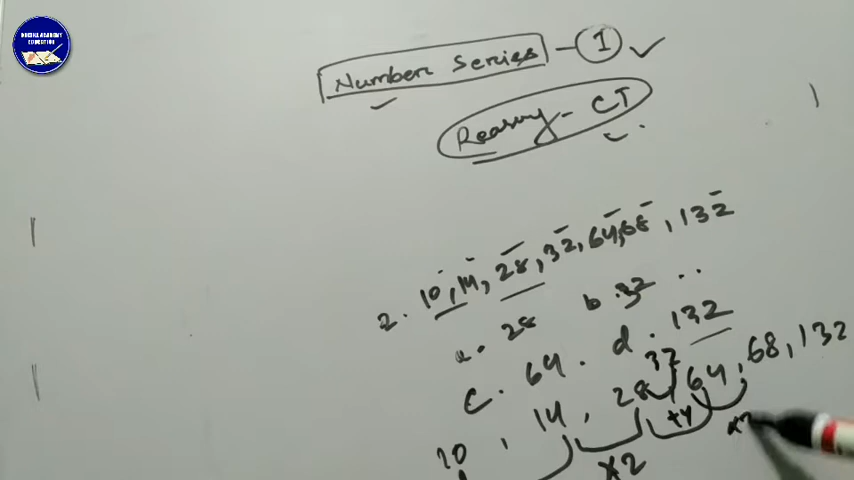 Number Series - 1
Reasoning - CT
2. 10, 14, 28, 32, 64, 68, 132
a. 28 b. 32
c. 64. d. 132
10, 14, 28 32 64, 68, 132
×2 +4